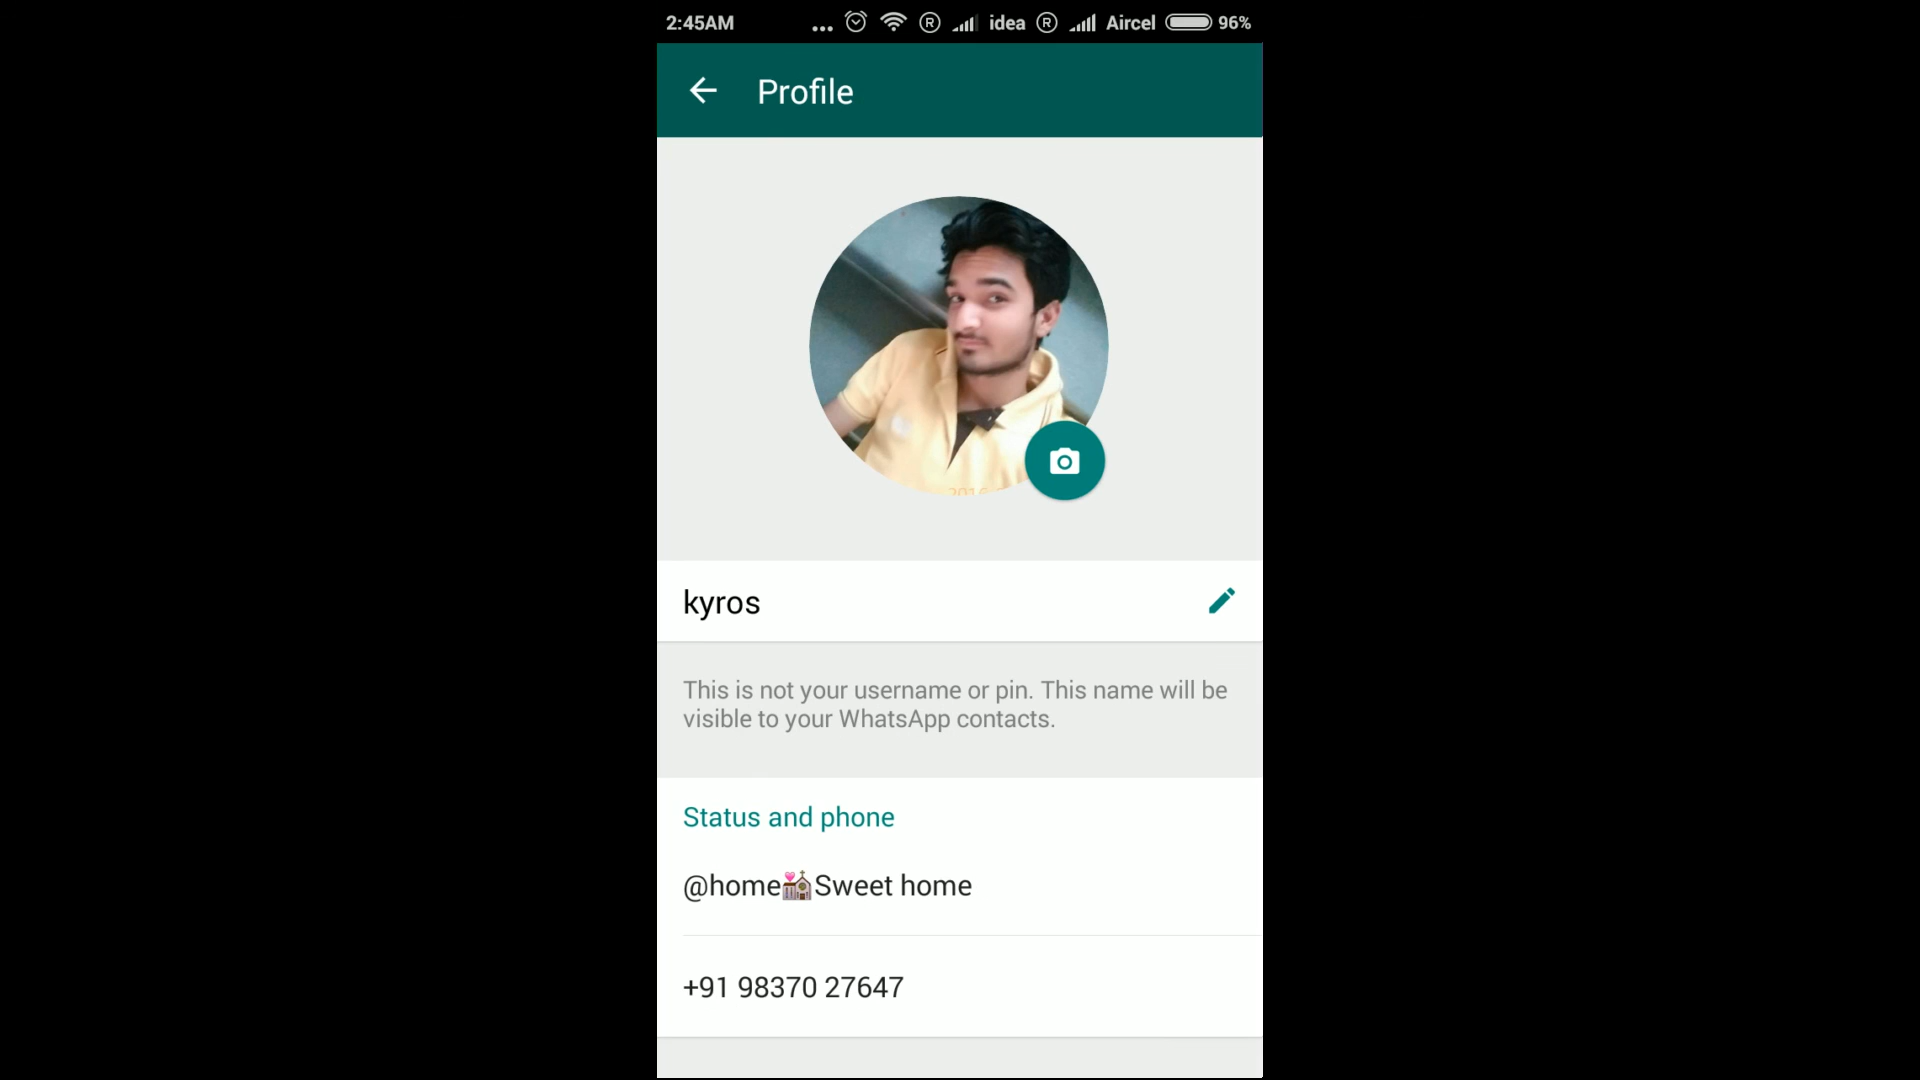 2:45AM ... R idea R Aircel 96%
Profile
kyros
This is not your username or pin. This name will be
visible to your WhatsApp contacts.
Status and phone
@home💒Sweet home
+91 98370 27647